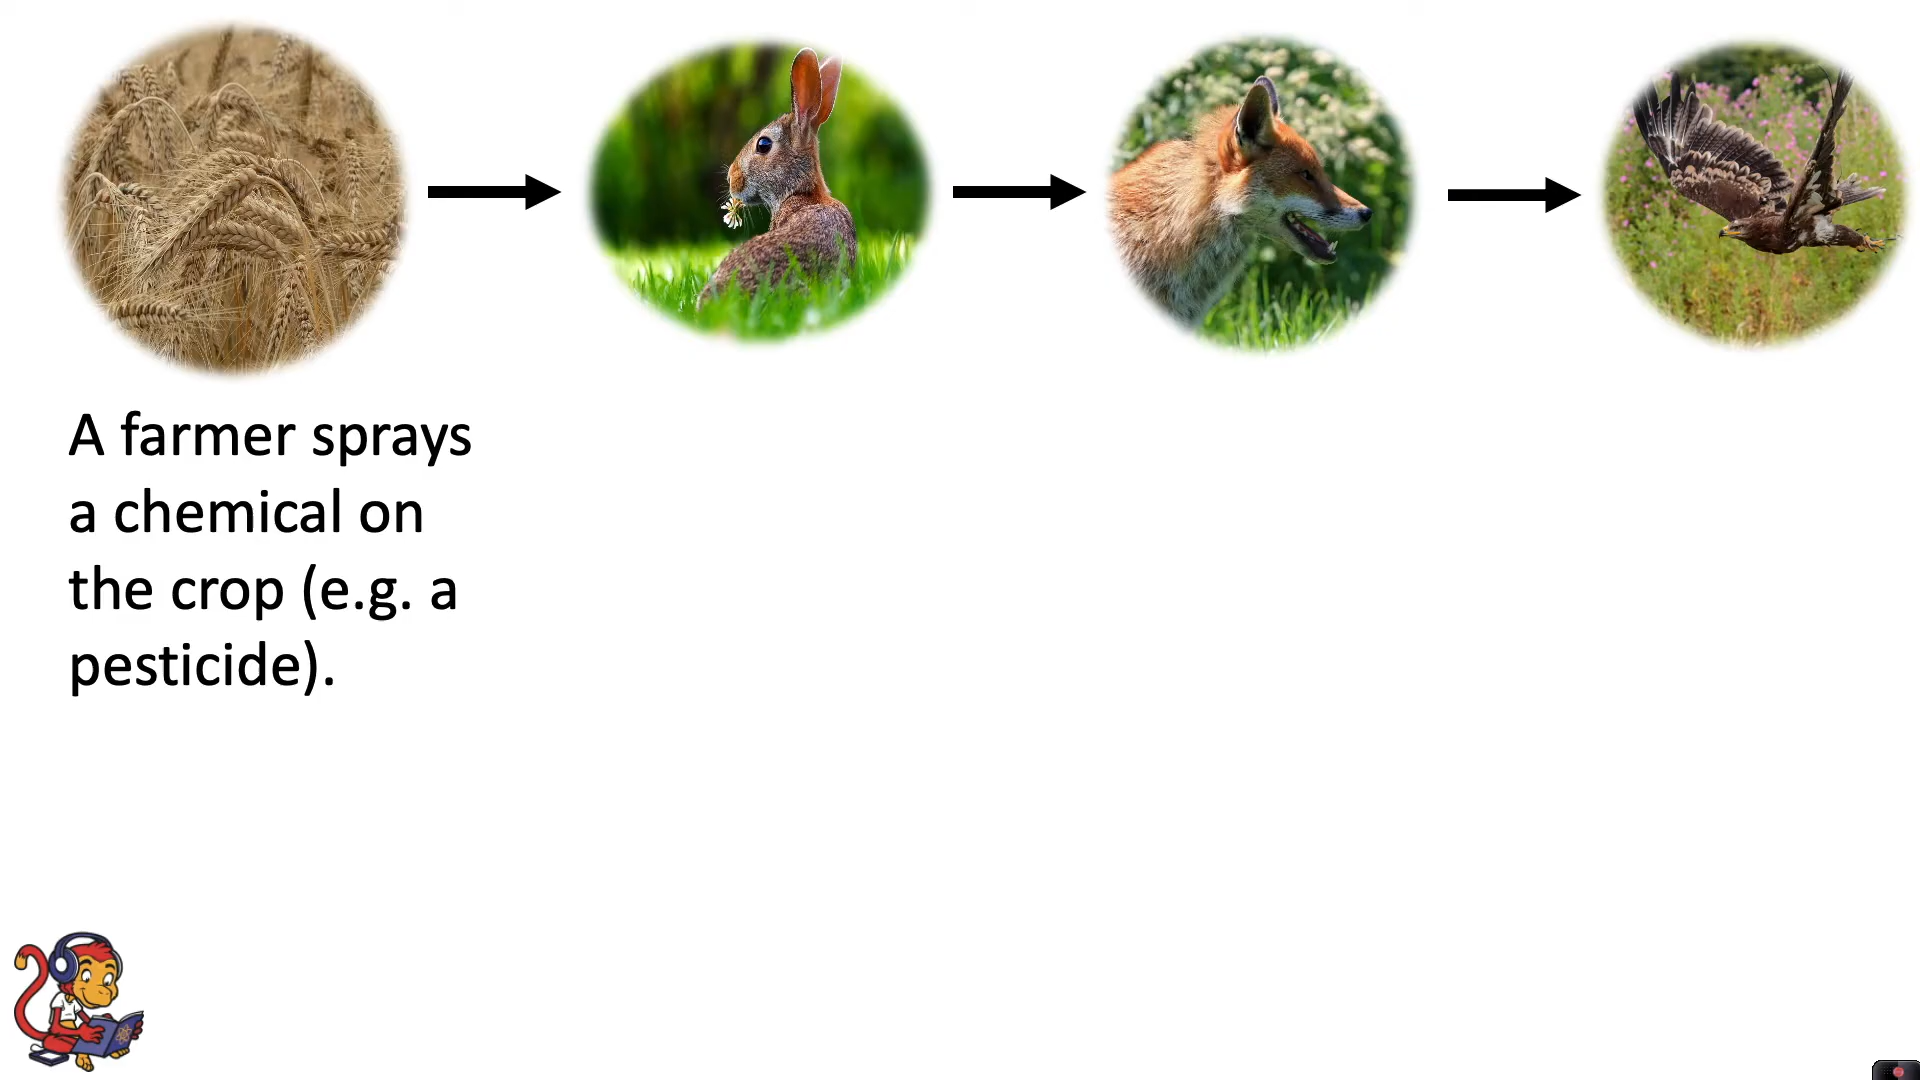 A farmer sprays
a chemical on
the crop (e.g. a
pesticide).